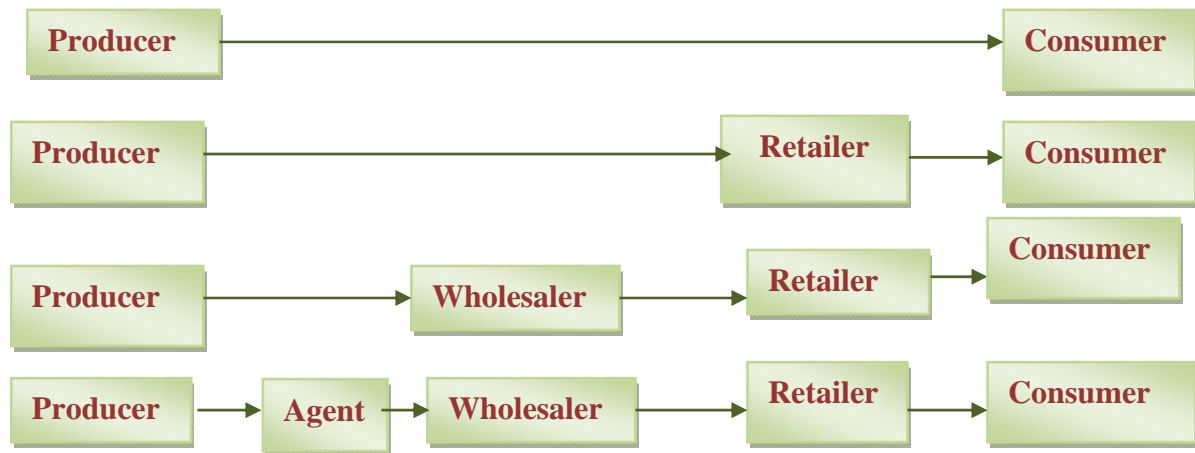 Producer Consumer
Producer Retailer Consumer
Producer Wholesaler Retailer Consumer
Producer Agent Wholesaler Retailer Consumer